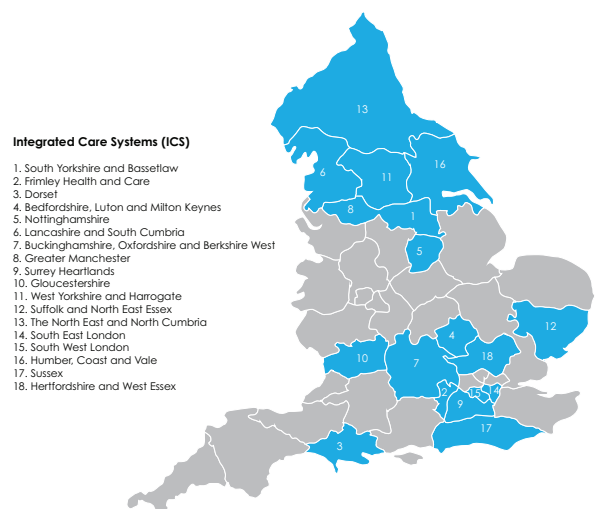 Integrated Care Systems (ICS)
1. South Yorkshire and Bassetlaw
2. Frimley Health and Care
3. Dorset
4. Bedfordshire, Luton and Milton Keynes
5. Nottinghamshire
6. Lancashire and South Cumbria
7. Buckinghamshire, Oxfordshire and Berkshire West
8. Greater Manchester
9. Surrey Heartlands
10. Gloucestershire
11. West Yorkshire and Harrogate
12. Suffolk and North East Essex
13. The North East and North Cumbria
14. South East London
15. South West London
16. Humber, Coast and Vale
17. Sussex
18. Hertfordshire and West Essex
13
6
11
16
8
1
5
12
4
10
7
18
2
15
14
9
17
3